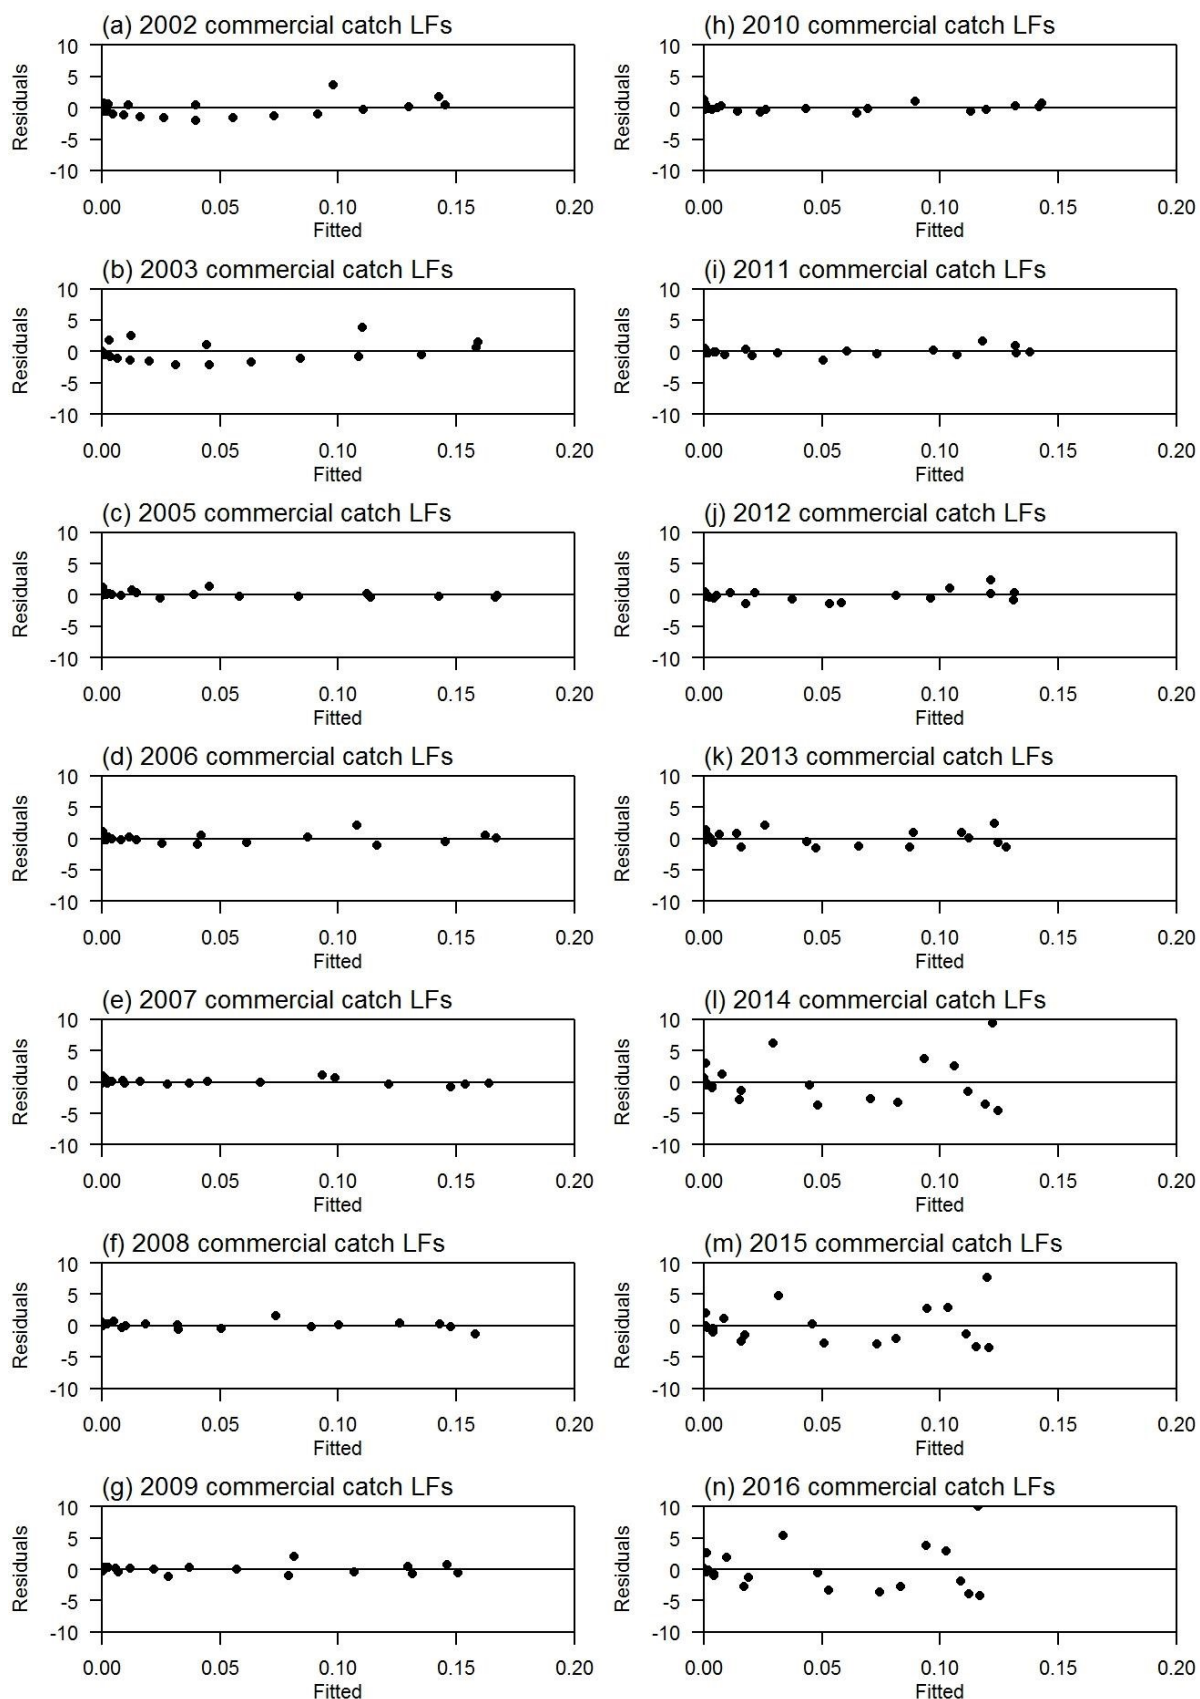 (a) 2002 commercial catch LFs
10
5
0
-5
-10
Residuals
0.00 0.05 0.10 0.15 0.20
Fitted
(b) 2003 commercial catch LFs
10
5
0
-5
-10
Residuals
0.00 0.05 0.10 0.15 0.20
Fitted
(c) 2005 commercial catch LFs
10
5
0
-5
-10
Residuals
0.00 0.05 0.10 0.15 0.20
Fitted
(d) 2006 commercial catch LFs
10
5
0
-5
-10
Residuals
0.00 0.05 0.10 0.15 0.20
Fitted
(e) 2007 commercial catch LFs
10
5
0
-5
-10
Residuals
0.00 0.05 0.10 0.15 0.20
Fitted
(f) 2008 commercial catch LFs
10
5
0
-5
-10
Residuals
0.00 0.05 0.10 0.15 0.20
Fitted
(g) 2009 commercial catch LFs
10
5
0
-5
-10
Residuals
0.00 0.05 0.10 0.15 0.20
Fitted
(h) 2010 commercial catch LFs
10
5
0
-5
-10
Residuals
0.00 0.05 0.10 0.15 0.20
Fitted
(i) 2011 commercial catch LFs
10
5
0
-5
-10
Residuals
0.00 0.05 0.10 0.15 0.20
Fitted
(j) 2012 commercial catch LFs
10
5
0
-5
-10
Residuals
0.00 0.05 0.10 0.15 0.20
Fitted
(k) 2013 commercial catch LFs
10
5
0
-5
-10
Residuals
0.00 0.05 0.10 0.15 0.20
Fitted
(l) 2014 commercial catch LFs
10
5
0
-5
-10
Residuals
0.00 0.05 0.10 0.15 0.20
Fitted
(m) 2015 commercial catch LFs
10
5
0
-5
-10
Residuals
0.00 0.05 0.10 0.15 0.20
Fitted
(n) 2016 commercial catch LFs
10
5
0
-5
-10
Residuals
0.00 0.05 0.10 0.15 0.20
Fitted